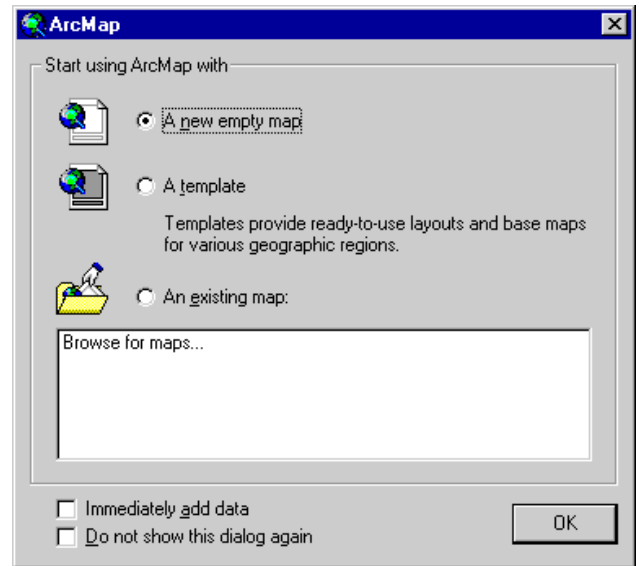 ArcMap
Start using ArcMap with
A new empty map
A template
Templates provide ready-to-use layouts and base maps
for various geographic regions.
An existing map:
Browse for maps...
Immediately add data
Do not show this dialog again
OK